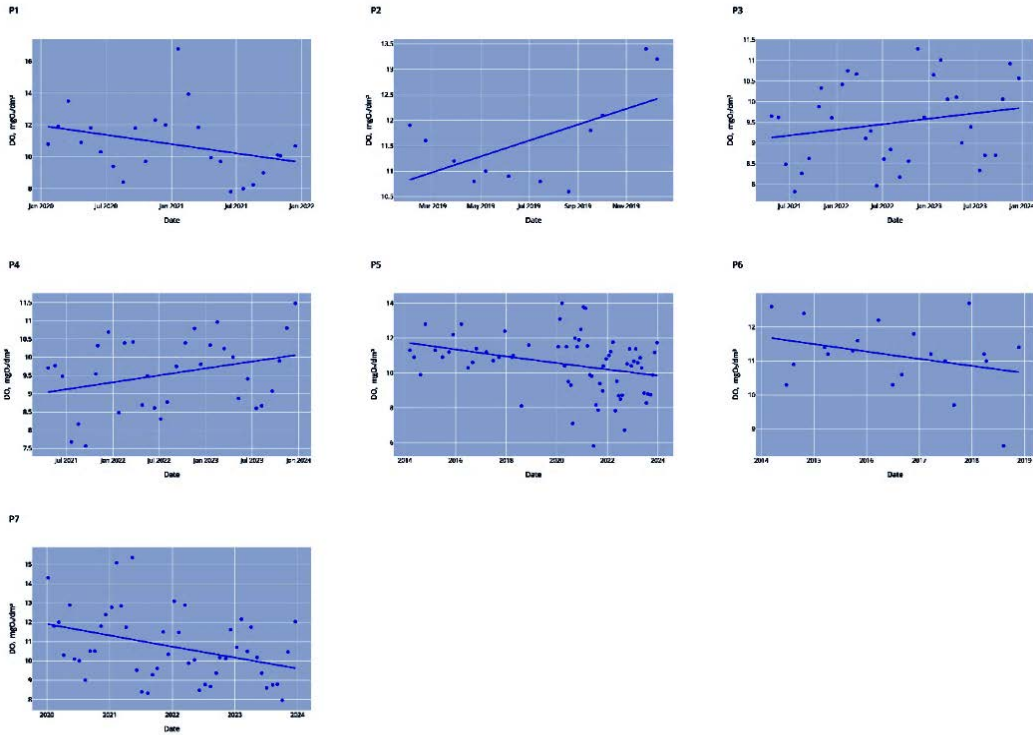 P1
DO, mgO₂/dm³
16
14
12
10
8
Jan 2020
Jul 2020
Jan 2021
Jul 2021
Jan 2022
Date
P2
DO, mgO₂/dm³
13.5
13
12.5
12
11.5
11
10.5
Mar 2019
May 2019
Jul 2019
Sep 2019
Nov 2019
Date
P3
DO, mgO₂/dm³
11.5
11
10.5
10
9.5
9
8.5
8
Jul 2021
Jan 2022
Jul 2022
Jan 2023
Jul 2023
Jan 2024
Date
P4
DO, mgO₂/dm³
11.5
11
10.5
10
9.5
9
8.5
8
7.5
Jul 2021
Jan 2022
Jul 2022
Jan 2023
Jul 2023
Jan 2024
Date
P5
DO, mgO₂/dm³
14
12
10
8
6
2014
2016
2018
2020
2022
2024
Date
P6
DO, mgO₂/dm³
12
11
10
9
2014
2015
2016
2017
2018
2019
Date
P7
DO, mgO₂/dm³
15
14
13
12
11
10
9
8
2020
2021
2022
2023
2024
Date